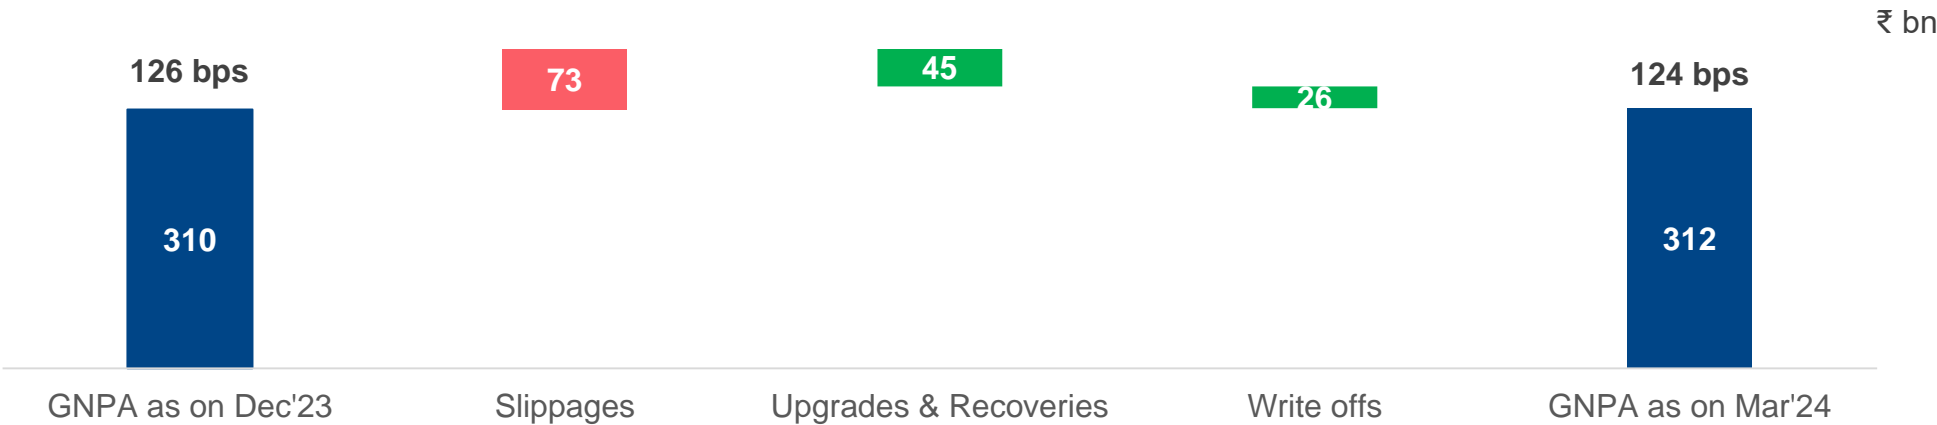 ₹ bn
126 bps
73
45
26
124 bps
310
312
GNPA as on Dec'23
Slippages
Upgrades & Recoveries
Write offs
GNPA as on Mar'24